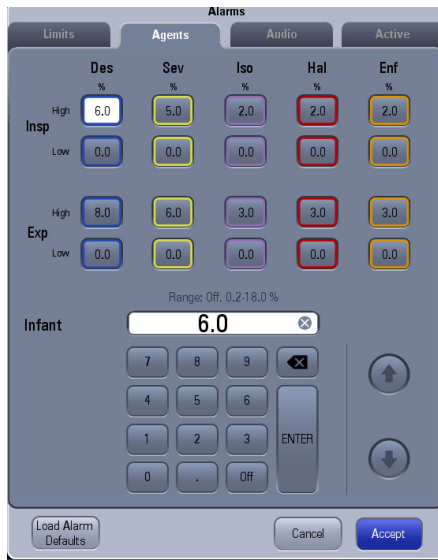 Alarms
Limits Agents Audio Active
Des Sev Iso Hal Enf
% % % % %
High 6.0 5.0 2.0 2.0 2.0
Insp
Low 0.0 0.0 0.0 0.0 0.0
High 8.0 6.0 3.0 3.0 3.0
Exp
Low 0.0 0.0 0.0 0.0 0.0
Range: Off, 0.2-18.0 %
Infant 6.0
7 8 9
4 5 6
1 2 3 ENTER
0 . Off
Load Alarm
Defaults
Cancel Accept